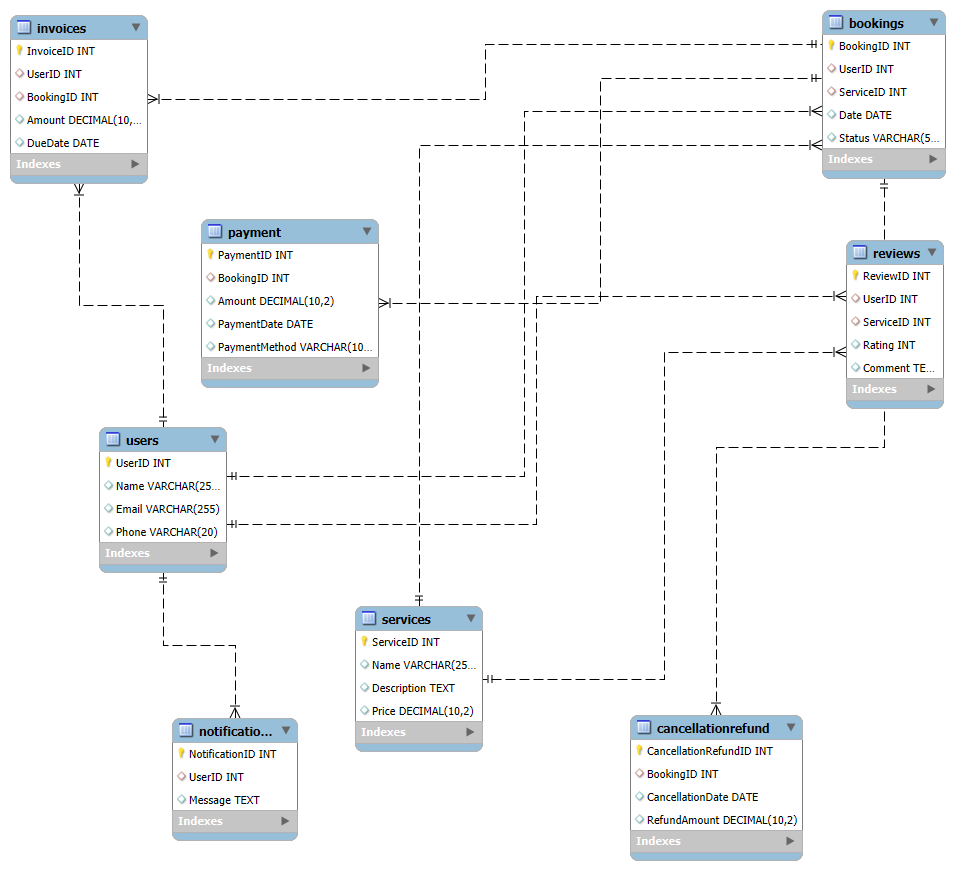 invoices
InvoiceID INT
UserID INT
BookingID INT
Amount DECIMAL(10,...
DueDate DATE
Indexes
bookings
BookingID INT
UserID INT
ServiceID INT
Date DATE
Status VARCHAR(5...
Indexes
payment
PaymentID INT
BookingID INT
Amount DECIMAL(10,2)
PaymentDate DATE
PaymentMethod VARCHAR(10...
Indexes
reviews
ReviewID INT
UserID INT
ServiceID INT
Rating INT
Comment TE...
Indexes
users
UserID INT
Name VARCHAR(25...
Email VARCHAR(255)
Phone VARCHAR(20)
Indexes
services
ServiceID INT
Name VARCHAR(25...
Description TEXT
Price DECIMAL(10,2)
Indexes
notificatio...
NotificationID INT
UserID INT
Message TEXT
Indexes
cancellationrefund
CancellationRefundID INT
BookingID INT
CancellationDate DATE
RefundAmount DECIMAL(10,2)
Indexes